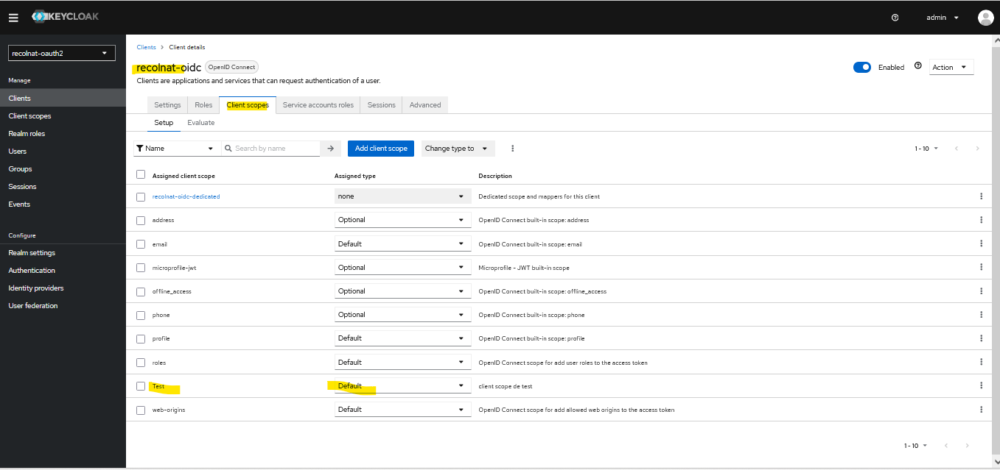 KEYCLOAK
admin
recolnat-oauth2
Manage
Clients
Client scopes
Realm roles
Users
Groups
Sessions
Events
Configure
Realm settings
Authentication
Identity providers
User federation
Clients > Client details
recolnat-oidc OpenID Connect
Enabled
Action
Clients are applications and services that can request authentication of a user.
Settings Roles Client scopes Service accounts roles Sessions Advanced
Setup Evaluate
Name Search by name Add client scope Change type to 1 - 10
Assigned client scope Assigned type Description
recolnat-oidc-dedicated none Dedicated scope and mappers for this client
address Optional OpenID Connect built-in scope: address
email Default OpenID Connect built-in scope: email
microprofile-jwt Optional Microprofile - JWT built-in scope
offline_access Optional OpenID Connect built-in scope: offline_access
phone Optional OpenID Connect built-in scope: phone
profile Default OpenID Connect built-in scope: profile
roles Default OpenID Connect scope for add user roles to the access token
Test Default client scope de test
web-origins Default OpenID Connect scope for add allowed web origins to the access token
1 - 10